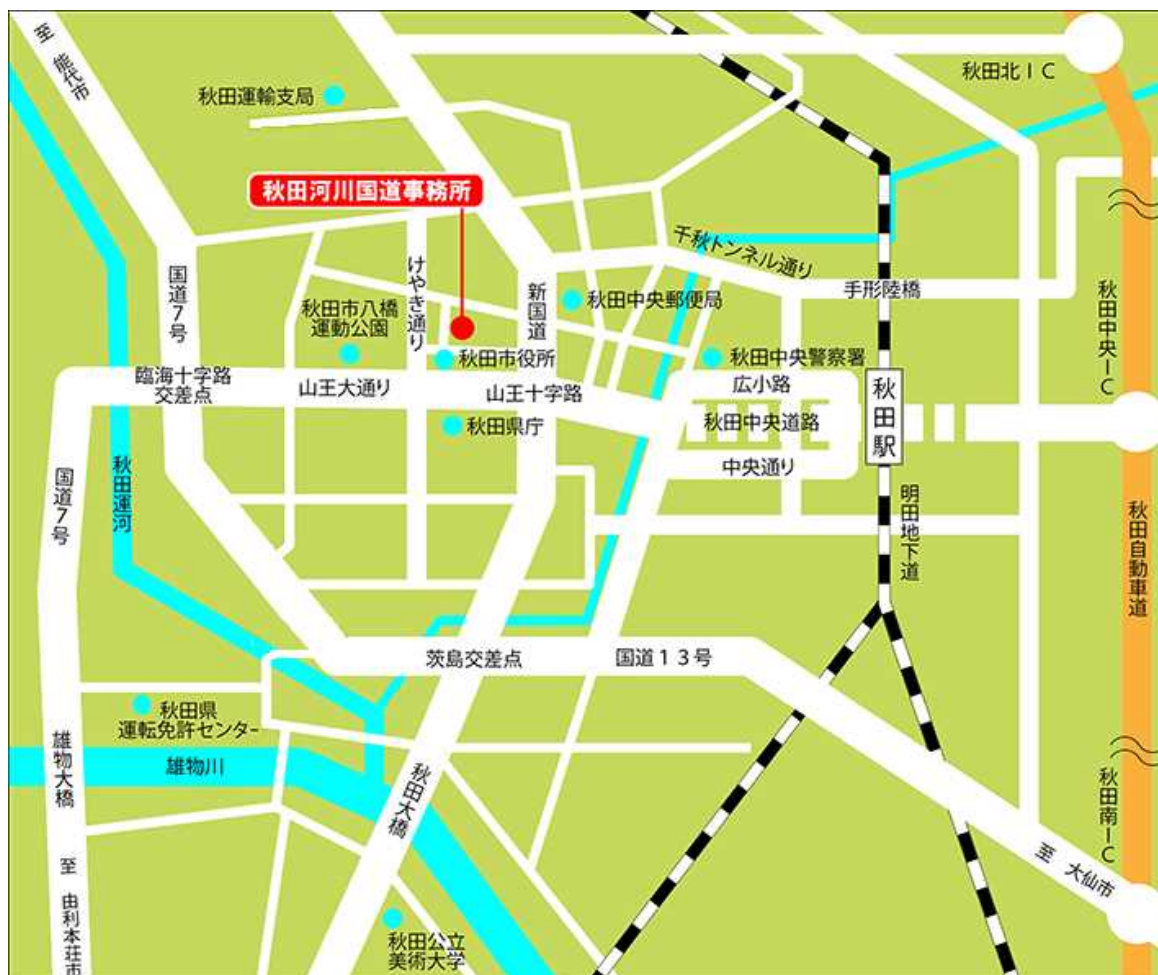 至 能代市
秋田運輸支局
秋田北IC
秋田河川国道事務所
千秋トンネル通り
国道7号
けやき通り
新国道
秋田中央郵便局
手形陸橋
秋田中央IC
秋田市八橋
運動公園
秋田市役所
秋田中央警察署
臨海十字路
交差点
山王大通り
山王十字路
広小路
秋田駅
秋田県庁
秋田中央道路
中央通り
国道7号
秋田運河
明田地下道
秋田自動車道
茨島交差点
国道13号
秋田県
運転免許センター
雄物大橋
雄物川
秋田大橋
秋田南IC
至 大仙市
至 由利本荘市
秋田公立
美術大学